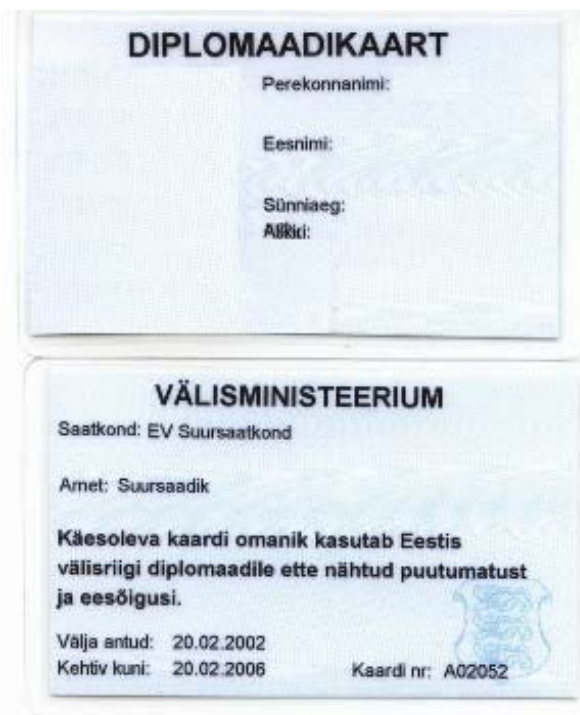 DIPLOMAADIKAART
Perekonnanimi:
Eesnimi:
Sünniaeg:
VÄLISMINISTEERIUM
Saatkond: EV Suursaatkond
Amet: Suursaadik
Käesoleva kaardi omanik kasutab Eestis
välisriigi diplomaadile ette nähtud puutumatust
ja eesõigusi.
Välja antud: 20.02.2002
Kehtiv kuni: 20.02.2006 Kaardi nr: A02052